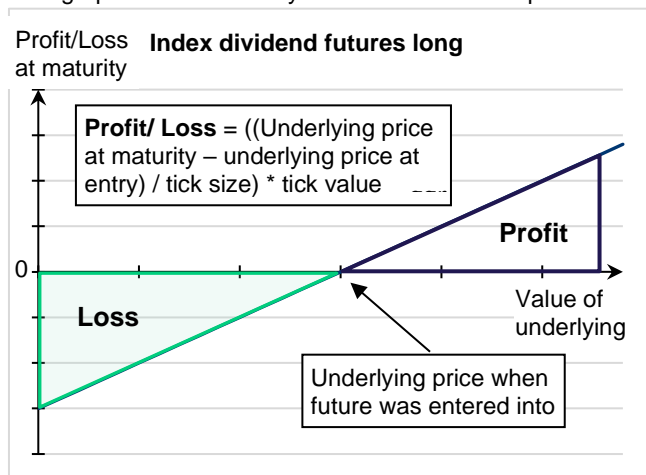 Profit/Loss
at maturity
Index dividend futures long
Profit/ Loss = ((Underlying price
at maturity – underlying price at
entry) / tick size) * tick value
Profit
0
Value of
underlying
Loss
Underlying price when
future was entered into